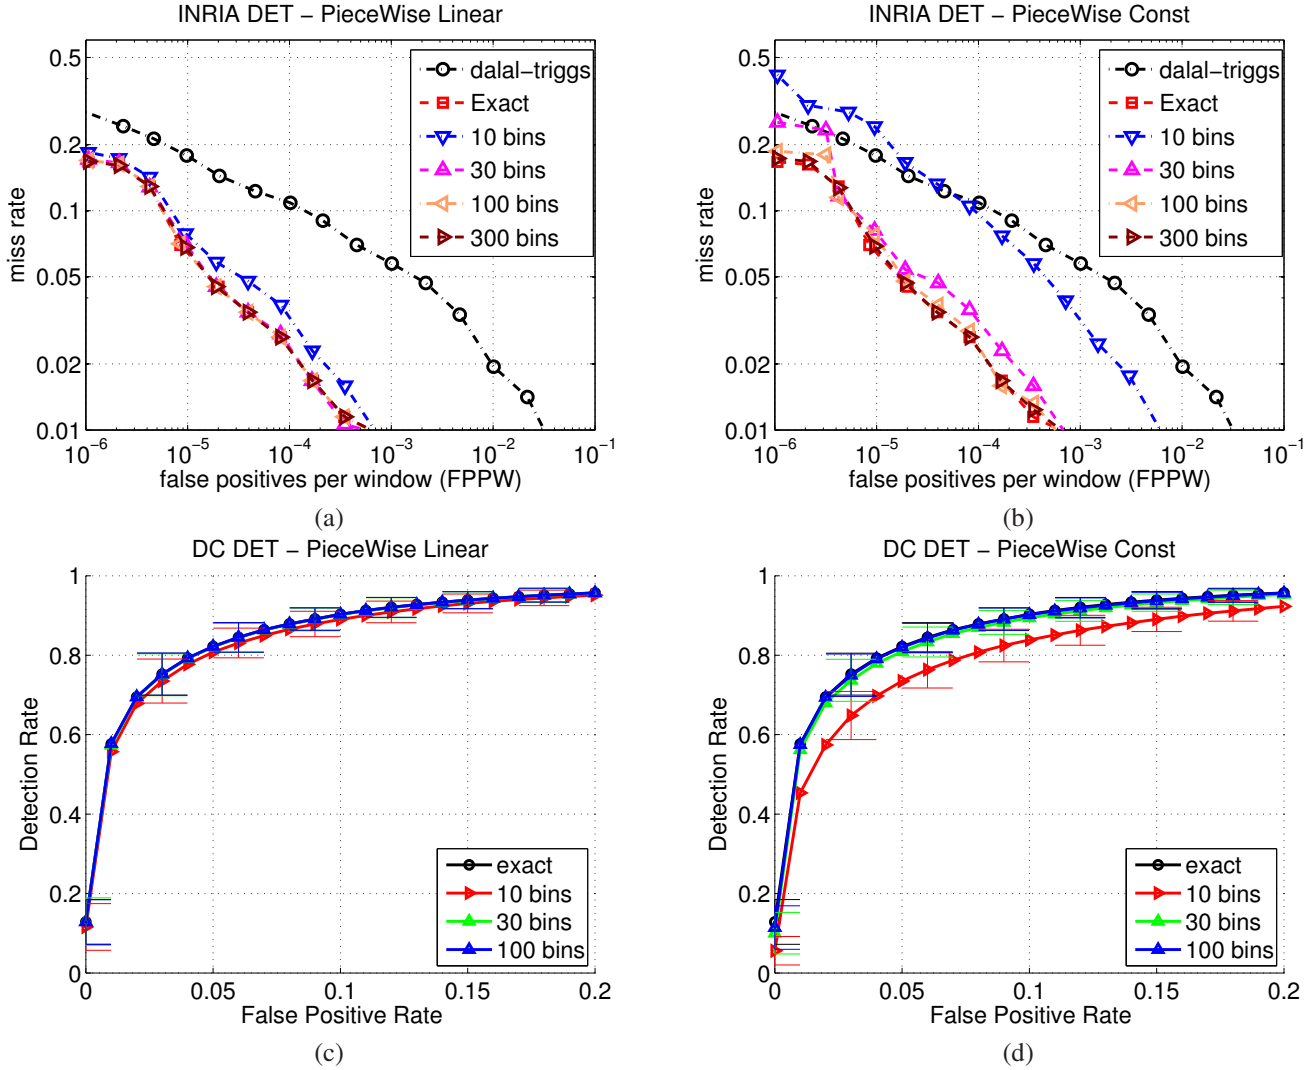 INRIA DET − PieceWise Linear
0.5
0.2
0.1
0.05
0.02
0.01
miss rate
dalal−triggs
Exact
10 bins
30 bins
100 bins
300 bins
10−6 10−5 10−4 10−3 10−2 10−1
false positives per window (FPPW)
(a)
INRIA DET − PieceWise Const
0.5
0.2
0.1
0.05
0.02
0.01
miss rate
dalal−triggs
Exact
10 bins
30 bins
100 bins
300 bins
10−6 10−5 10−4 10−3 10−2 10−1
false positives per window (FPPW)
(b)
DC DET − PieceWise Linear
1
0.8
0.6
0.4
0.2
0
Detection Rate
exact
10 bins
30 bins
100 bins
0 0.05 0.1 0.15 0.2
False Positive Rate
(c)
DC DET − PieceWise Const
1
0.8
0.6
0.4
0.2
0
Detection Rate
exact
10 bins
30 bins
100 bins
0 0.05 0.1 0.15 0.2
False Positive Rate
(d)